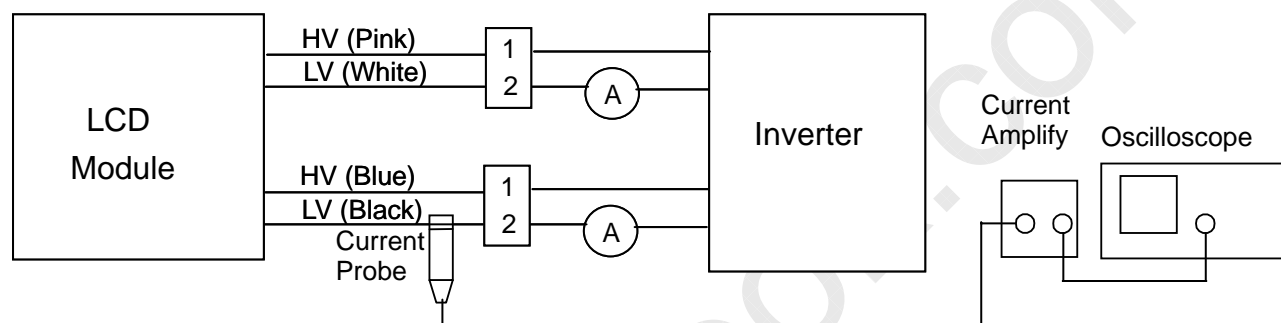 HV (Pink)
1
LV (White)
2
A
LCD
Module
Inverter
Current
Amplify
Oscilloscope
HV (Blue)
1
LV (Black)
2
A
Current
Probe